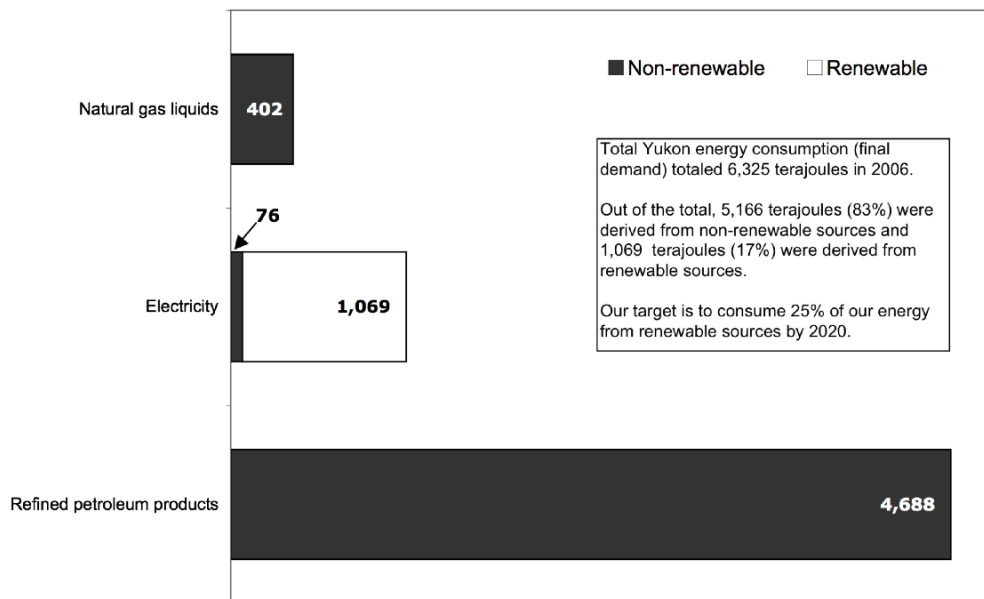 Non-renewable
Renewable
Natural gas liquids
402
Total Yukon energy consumption (final
demand) totaled 6,325 terajoules in 2006.
Out of the total, 5,166 terajoules (83%) were
derived from non-renewable sources and
1,069 terajoules (17%) were derived from
renewable sources.
Our target is to consume 25% of our energy
from renewable sources by 2020.
76
Electricity
1,069
Refined petroleum products
4,688